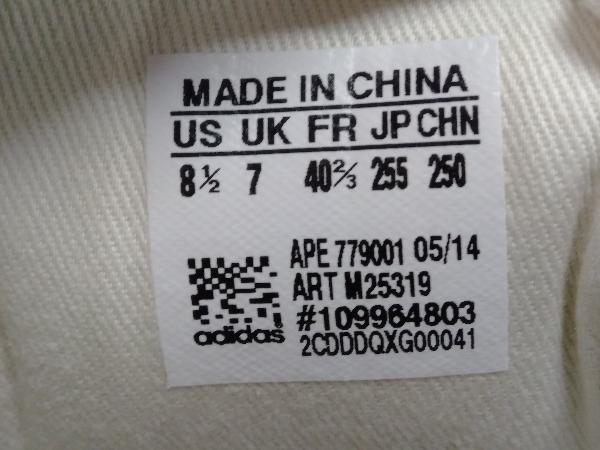 MADE IN CHINA
US UK FR JP CHN
8½ 7 40⅔ 255 250
APE 779001 05/14
ART M25319
#109964803
adidas 2CDDDQXG00041